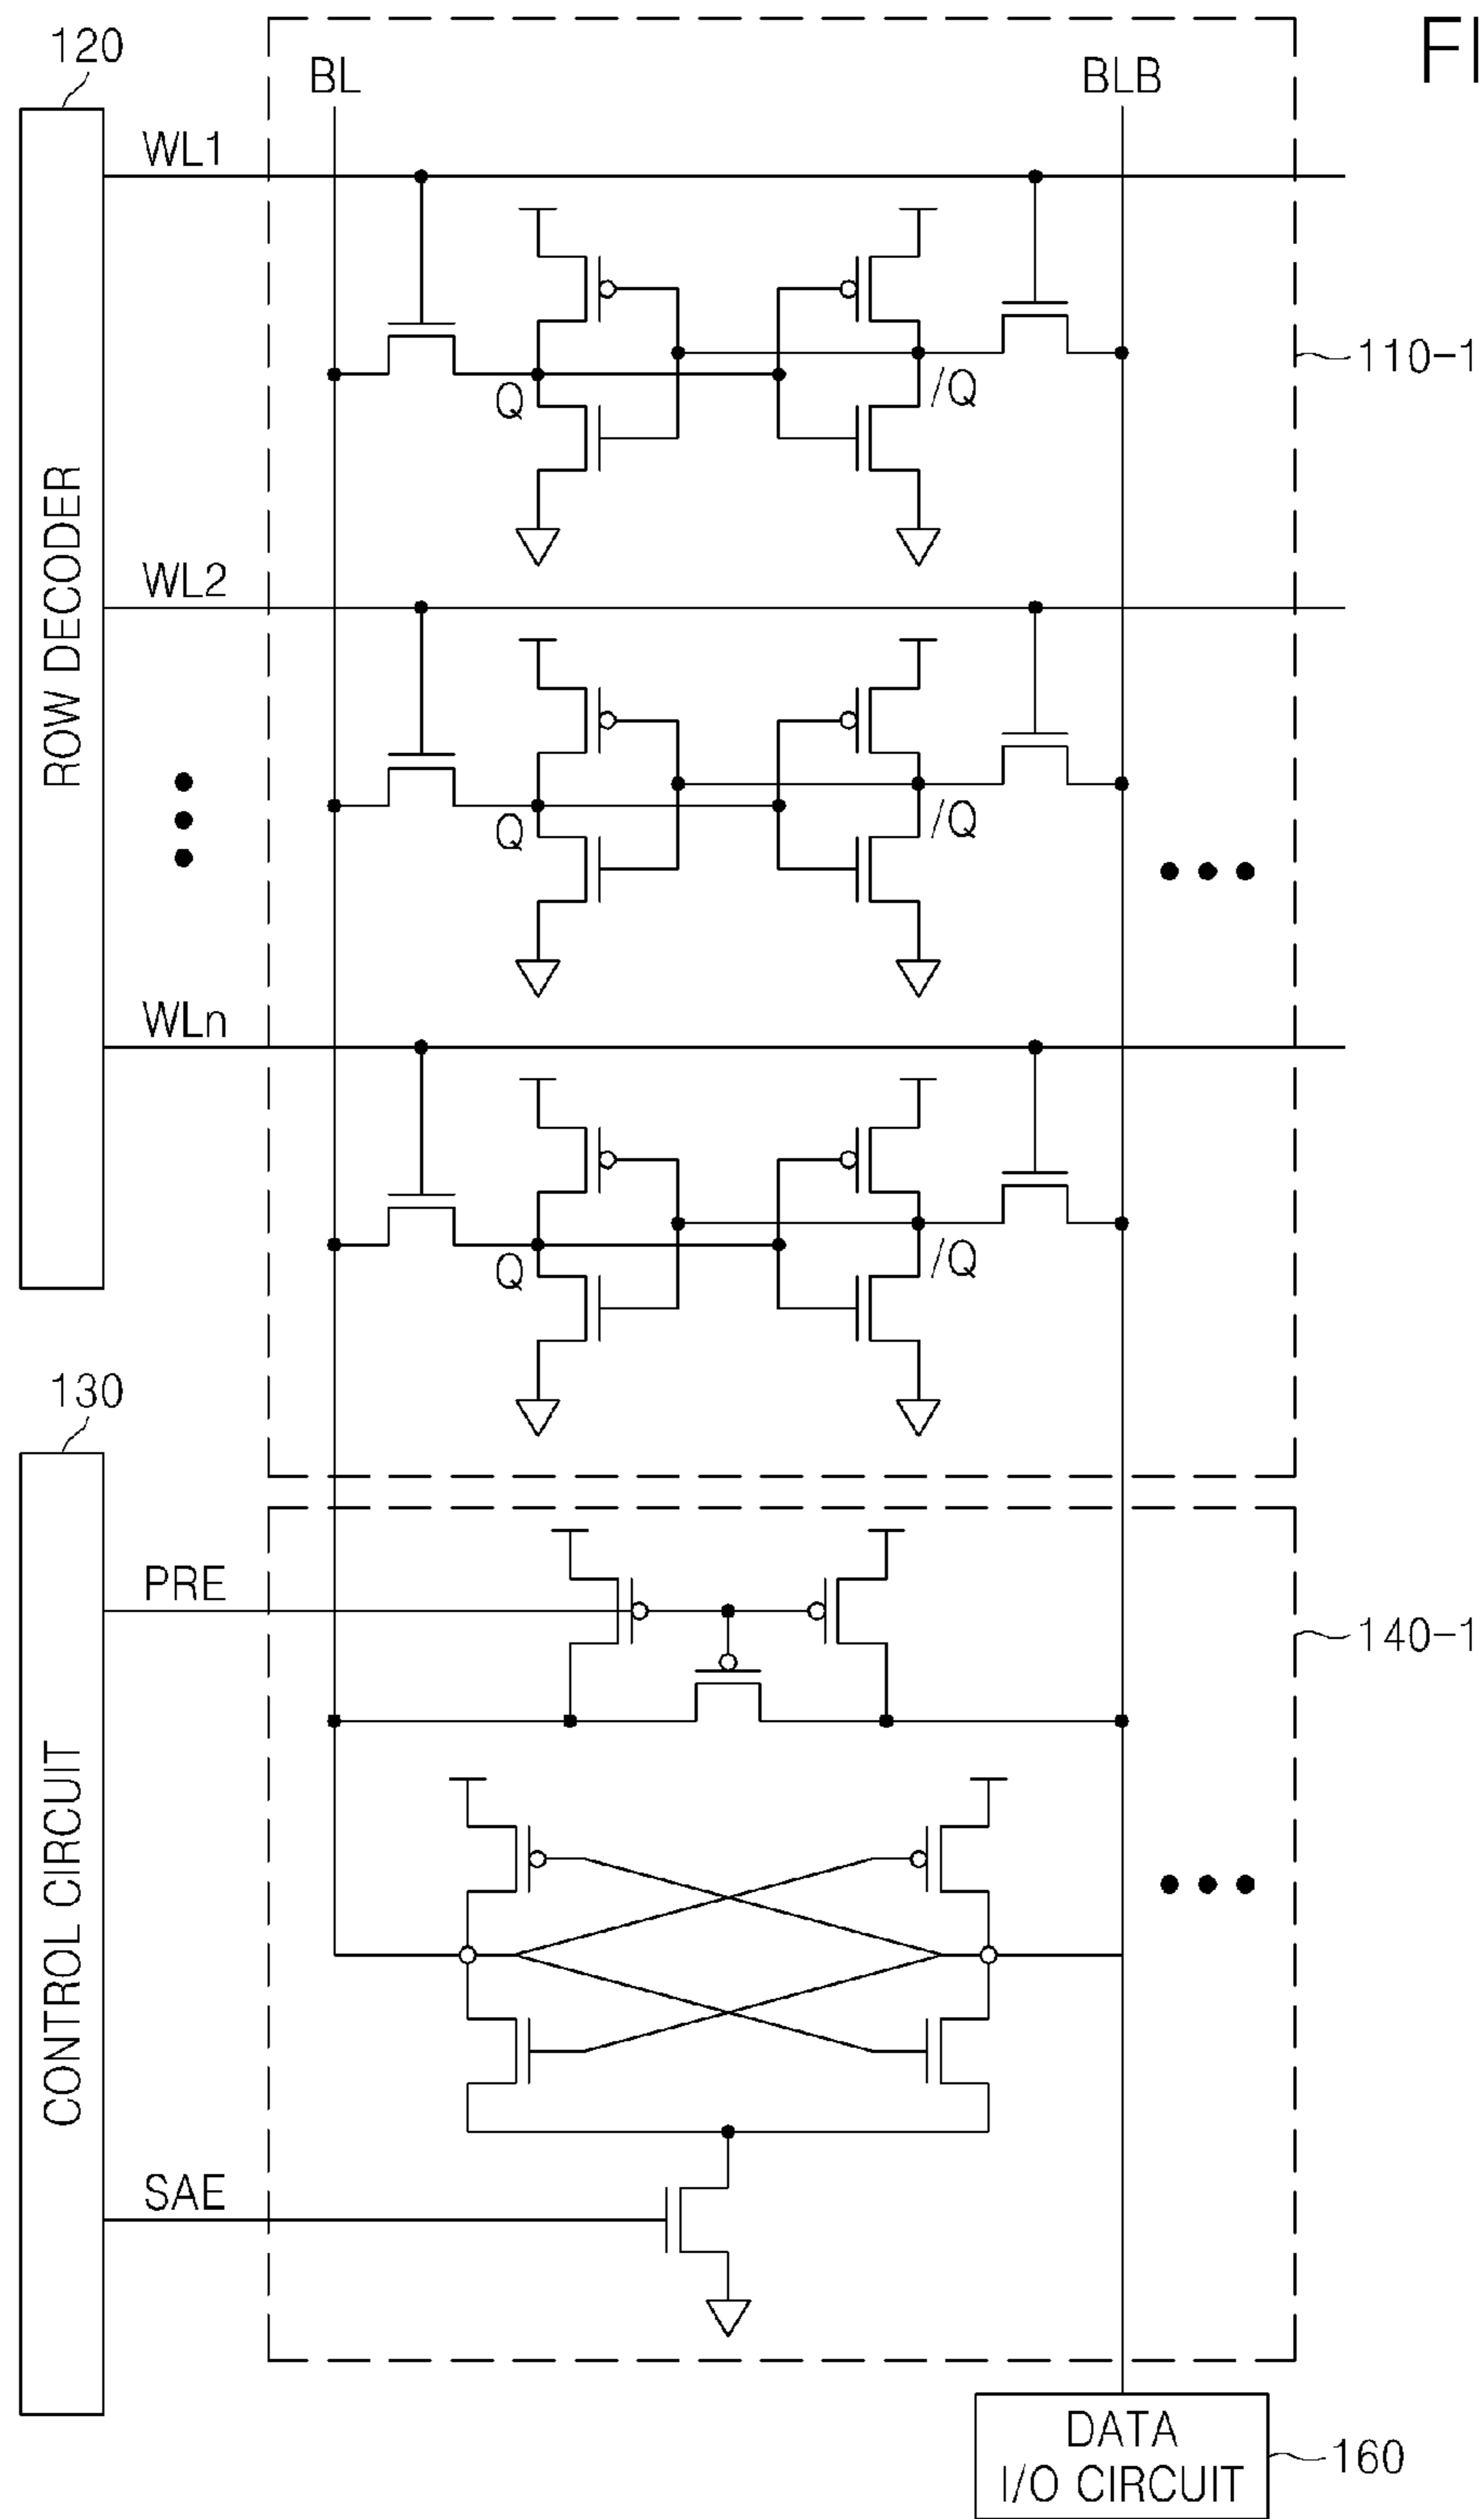 FI
120
BL
BLB
WL1
110-1
Q
/Q
ROW DECODER
WL2
Q
/Q
WLn
Q
/Q
130
PRE
140-1
CONTROL CIRCUIT
SAE
DATA
I/O CIRCUIT
160